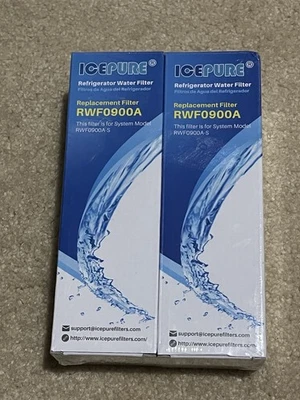 ICEPURE®
Refrigerator Water Filter
Filtros de Agua del Refrigerador
Replacement Filter
RWF0900A
This filter is for System Model
RWF0900A-S
support@icepurefilters.com
http://www.icepurefilters.com
ICEPURE®
Refrigerator Water Filter
Filtros de Agua del Refrigerador
Replacement Filter
RWF0900A
This filter is for System Model
RWF0900A-S
support@icepurefilters.com
http://www.icepurefilters.com